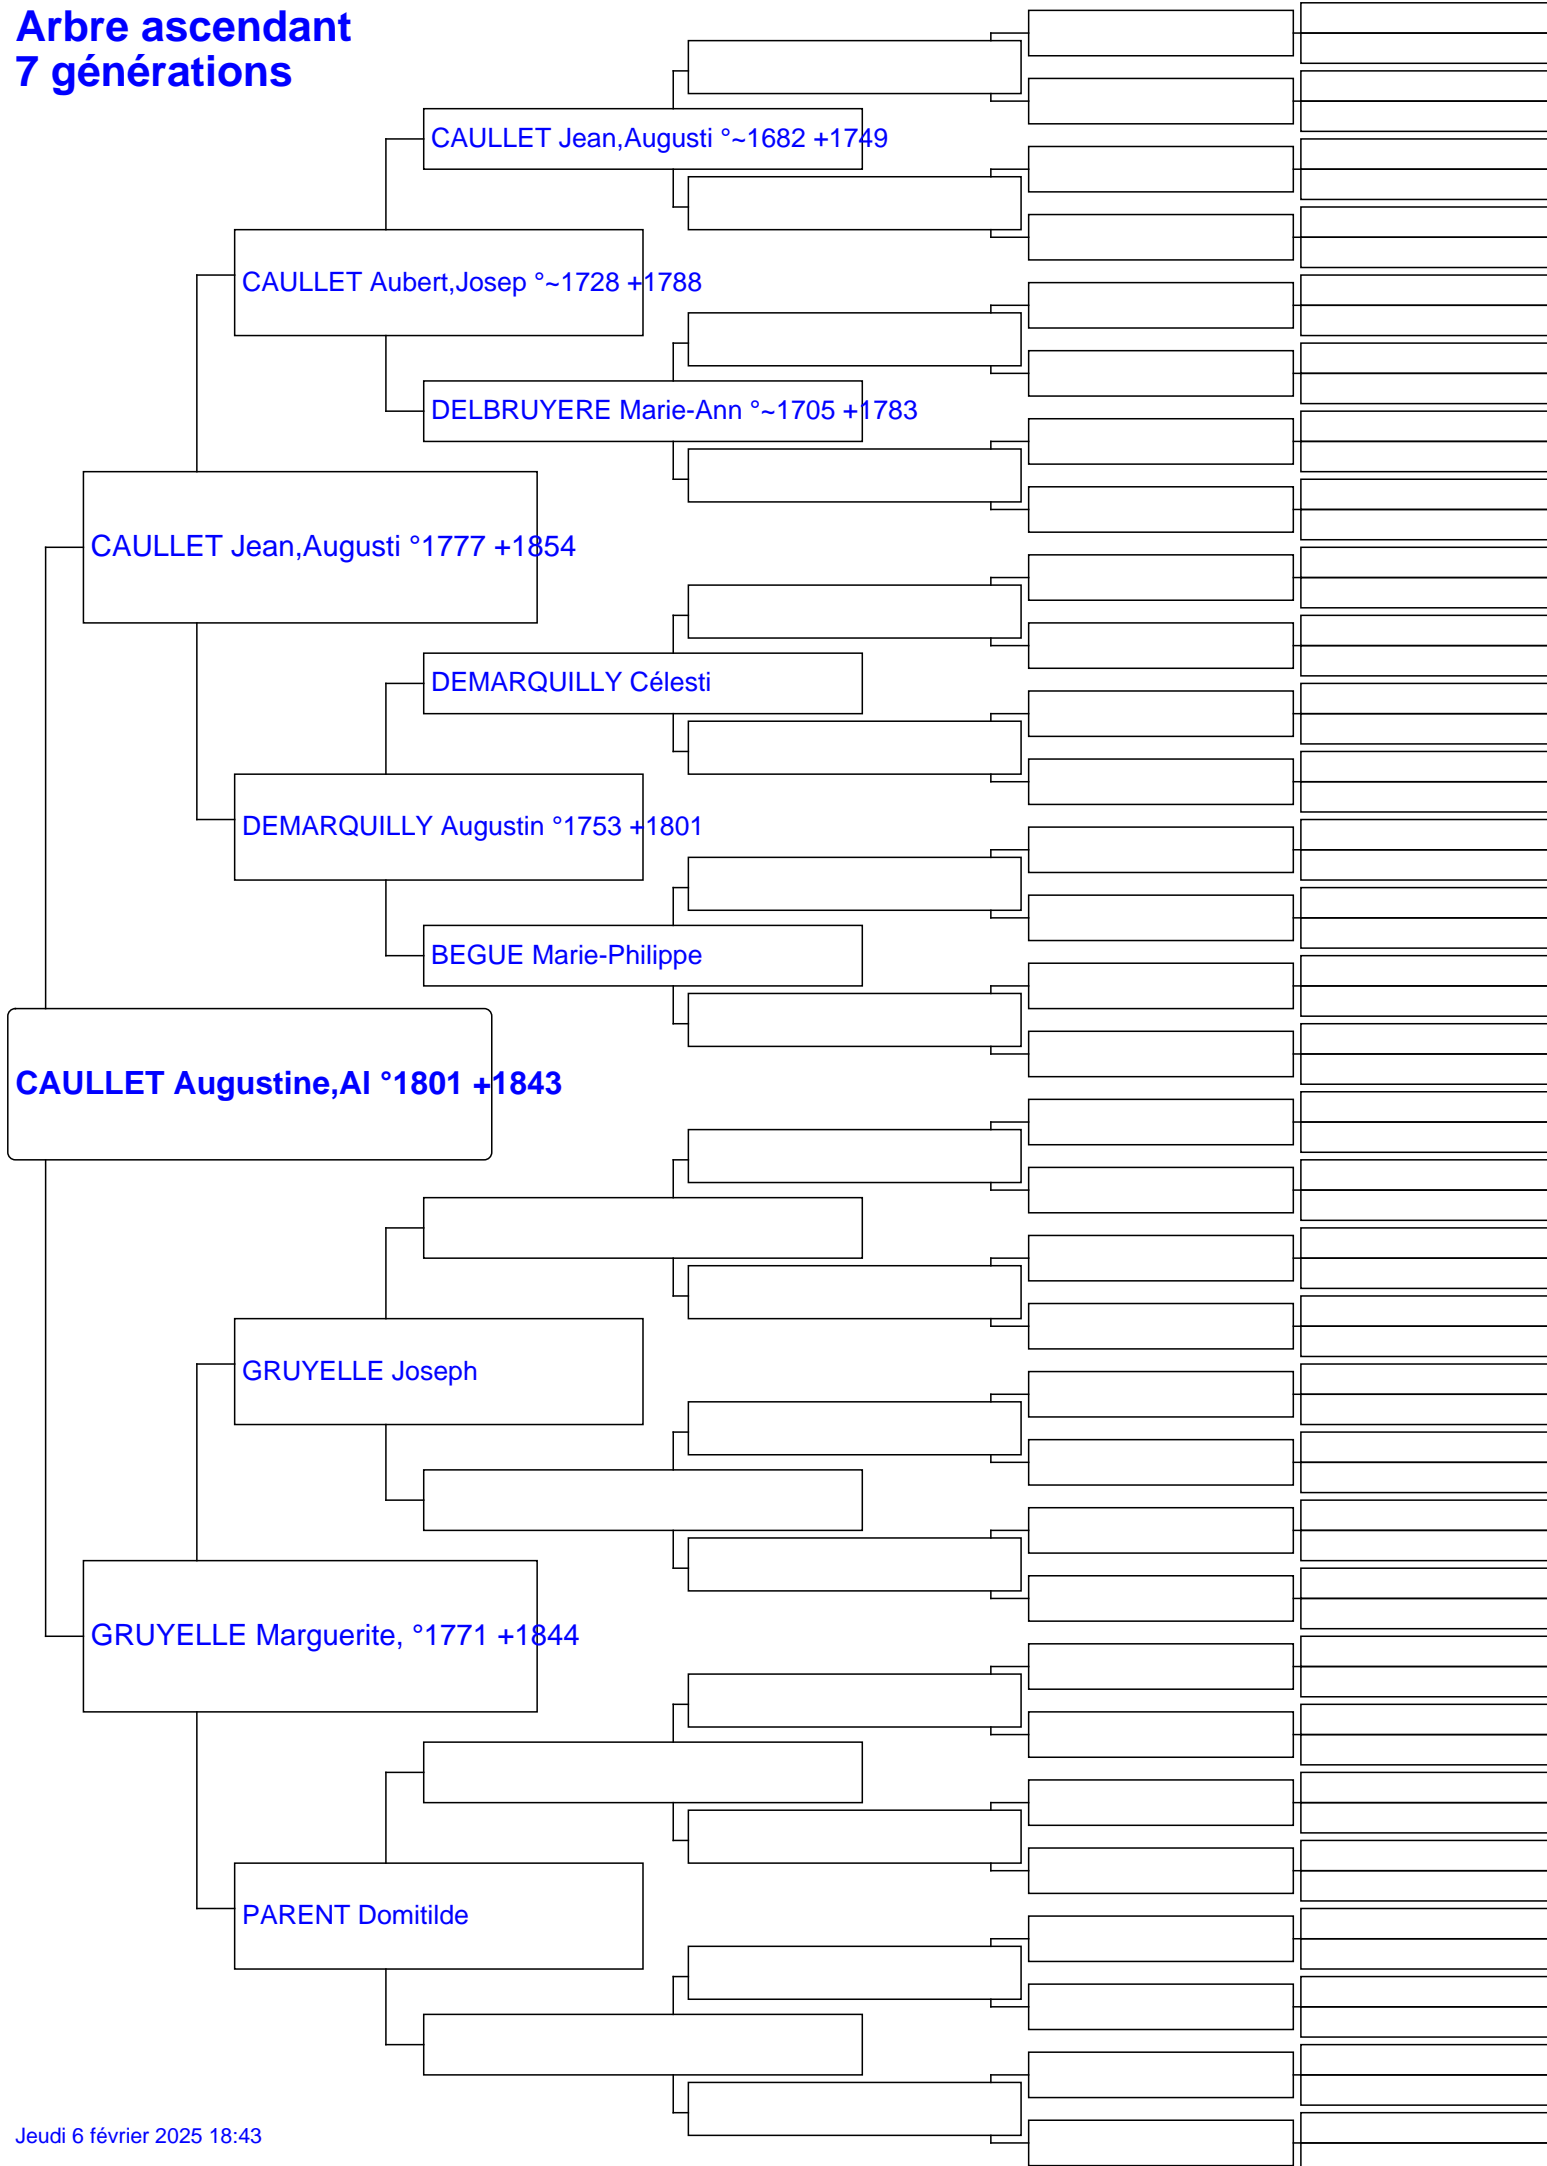 Arbre ascendant
7 générations
CAULLET Jean,Augusti °~1682 +1749
CAULLET Aubert,Josep °~1728 +1788
DELBRUYERE Marie-Ann °~1705 +1783
CAULLET Jean,Augusti °1777 +1854
DEMARQUILLY Célesti
DEMARQUILLY Augustin °1753 +1801
BEGUE Marie-Philippe
CAULLET Augustine,Al °1801 +1843
GRUYELLE Joseph
GRUYELLE Marguerite, °1771 +1844
PARENT Domitilde
Jeudi 6 février 2025 18:43